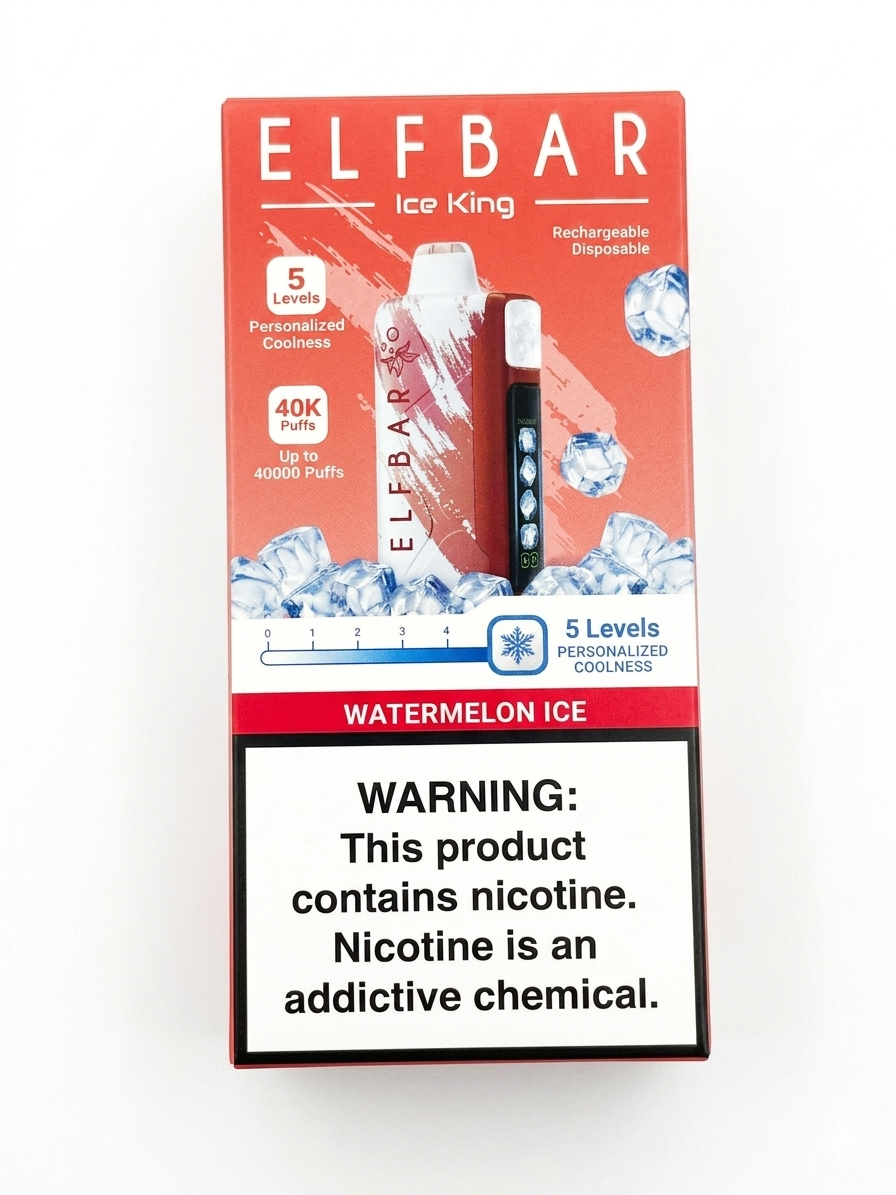 ELFBAR
Ice King
Rechargeable
Disposable
5
Levels
Personalized
Coolness
40K
Puffs
Up to
40000 Puffs
ELFBAR
0 1 2 3 4
5 Levels
PERSONALIZED
COOLNESS
WATERMELON ICE
WARNING:
This product
contains nicotine.
Nicotine is an
addictive chemical.